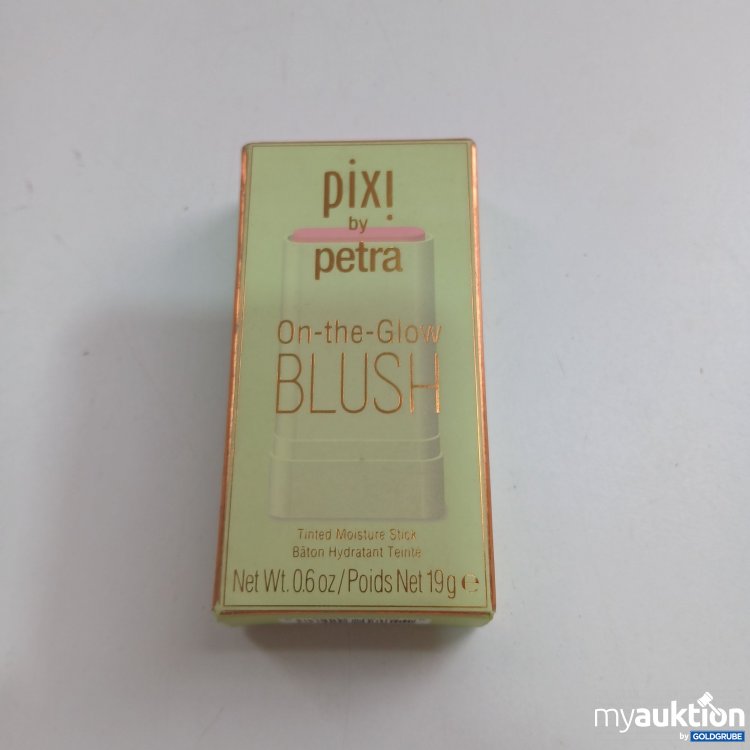 pixi
by
petra
On-the-Glow
BLUSH
Tinted Moisture Stick
Bâton Hydratant Teinté
Net Wt. 0.6 oz/Poids Net 19 g e
myauktion
by GOLDGRUBE